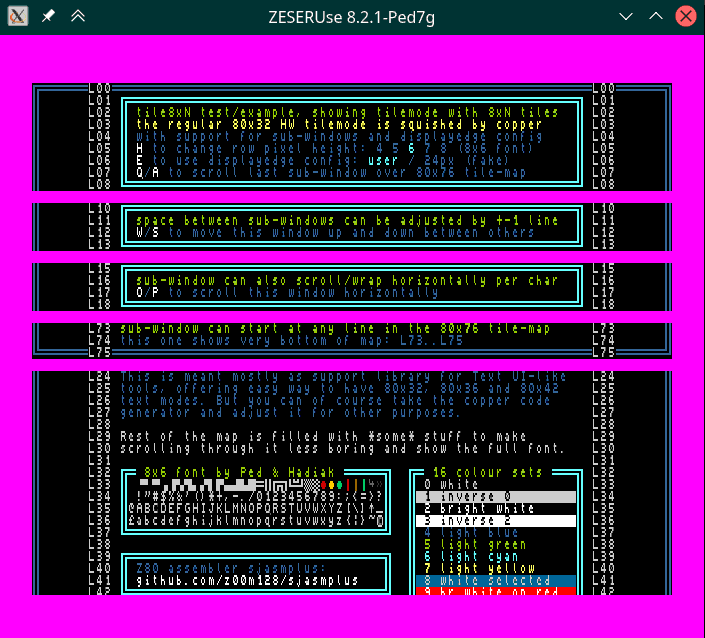 ZESERUse 8.2.1-Ped7g
L00 L00
L01 L01
L02 tile8xN test/example, showing tilemode with 8xN tiles L02
L03 the regular 80x32 HW tilemode is squished by copper L03
L04 with support for sub-windows and displayedge config L04
L05 H to change row pixel height: 4 5 6 7 8 (8x6 font) L05
L06 E to use displayedge config: user / 24px (fake) L06
L07 Q/A to scroll last sub-window over 80x76 tile-map L07
L08 L08
L10 L10
L11 space between sub-windows can be adjusted by +-1 line L11
L12 W/S to move this window up and down between others L12
L13 L13
L15 L15
L16 sub-window can also scroll/wrap horizontally per char L16
L17 O/P to scroll this window horizontally L17
L18 L18
L73 sub-window can start at any line in the 80x76 tile-map L73
L74 this one shows very bottom of map: L73..L75 L74
L75 L75
L24 This is meant mostly as support library for Text UI-like L24
L25 tools, offering easy way to have 80x32, 80x36 and 80x42 L25
L26 text modes. But you can of course take the copper code L26
L27 generator and adjust it for other purposes. L27
L28 L28
L29 Rest of the map is filled with *some* stuff to make L29
L30 scrolling through it less boring and show the full font. L30
L31 L31
L32 8x6 font by Ped & Hadiak 16 colour sets L32
L33 0 white L33
L34 !"#$%&'()*+,-./0123456789:;<=>? 1 inverse 0 L34
L35 @ABCDEFGHIJKLMNOPQRSTUVWXYZ[\]↑_ 2 bright white L35
L36 £abcdefghijklmnopqrstuvwxyz{|}~© 3 inverse 2 L36
L37 4 light blue L37
L38 5 light green L38
L39 6 light cyan L39
L40 Z80 assembler sjasmplus: 7 light yellow L40
L41 github.com/z00m128/sjasmplus 8 white selected L41
L42 9 br white on red L42